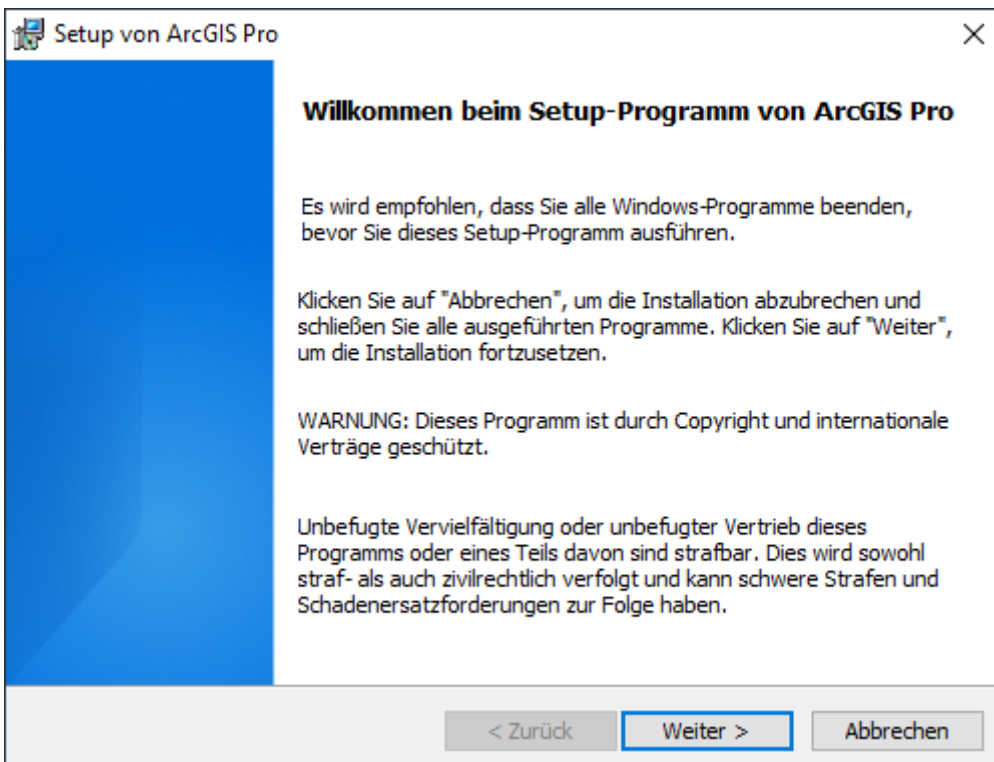 Setup von ArcGIS Pro
Willkommen beim Setup-Programm von ArcGIS Pro
Es wird empfohlen, dass Sie alle Windows-Programme beenden,
bevor Sie dieses Setup-Programm ausführen.
Klicken Sie auf "Abbrechen", um die Installation abzubrechen und
schließen Sie alle ausgeführten Programme. Klicken Sie auf "Weiter",
um die Installation fortzusetzen.
WARNUNG: Dieses Programm ist durch Copyright und internationale
Verträge geschützt.
Unbefugte Vervielfältigung oder unbefugter Vertrieb dieses
Programms oder eines Teils davon sind strafbar. Dies wird sowohl
straf- als auch zivilrechtlich verfolgt und kann schwere Strafen und
Schadenersatzforderungen zur Folge haben.
< Zurück
Weiter >
Abbrechen